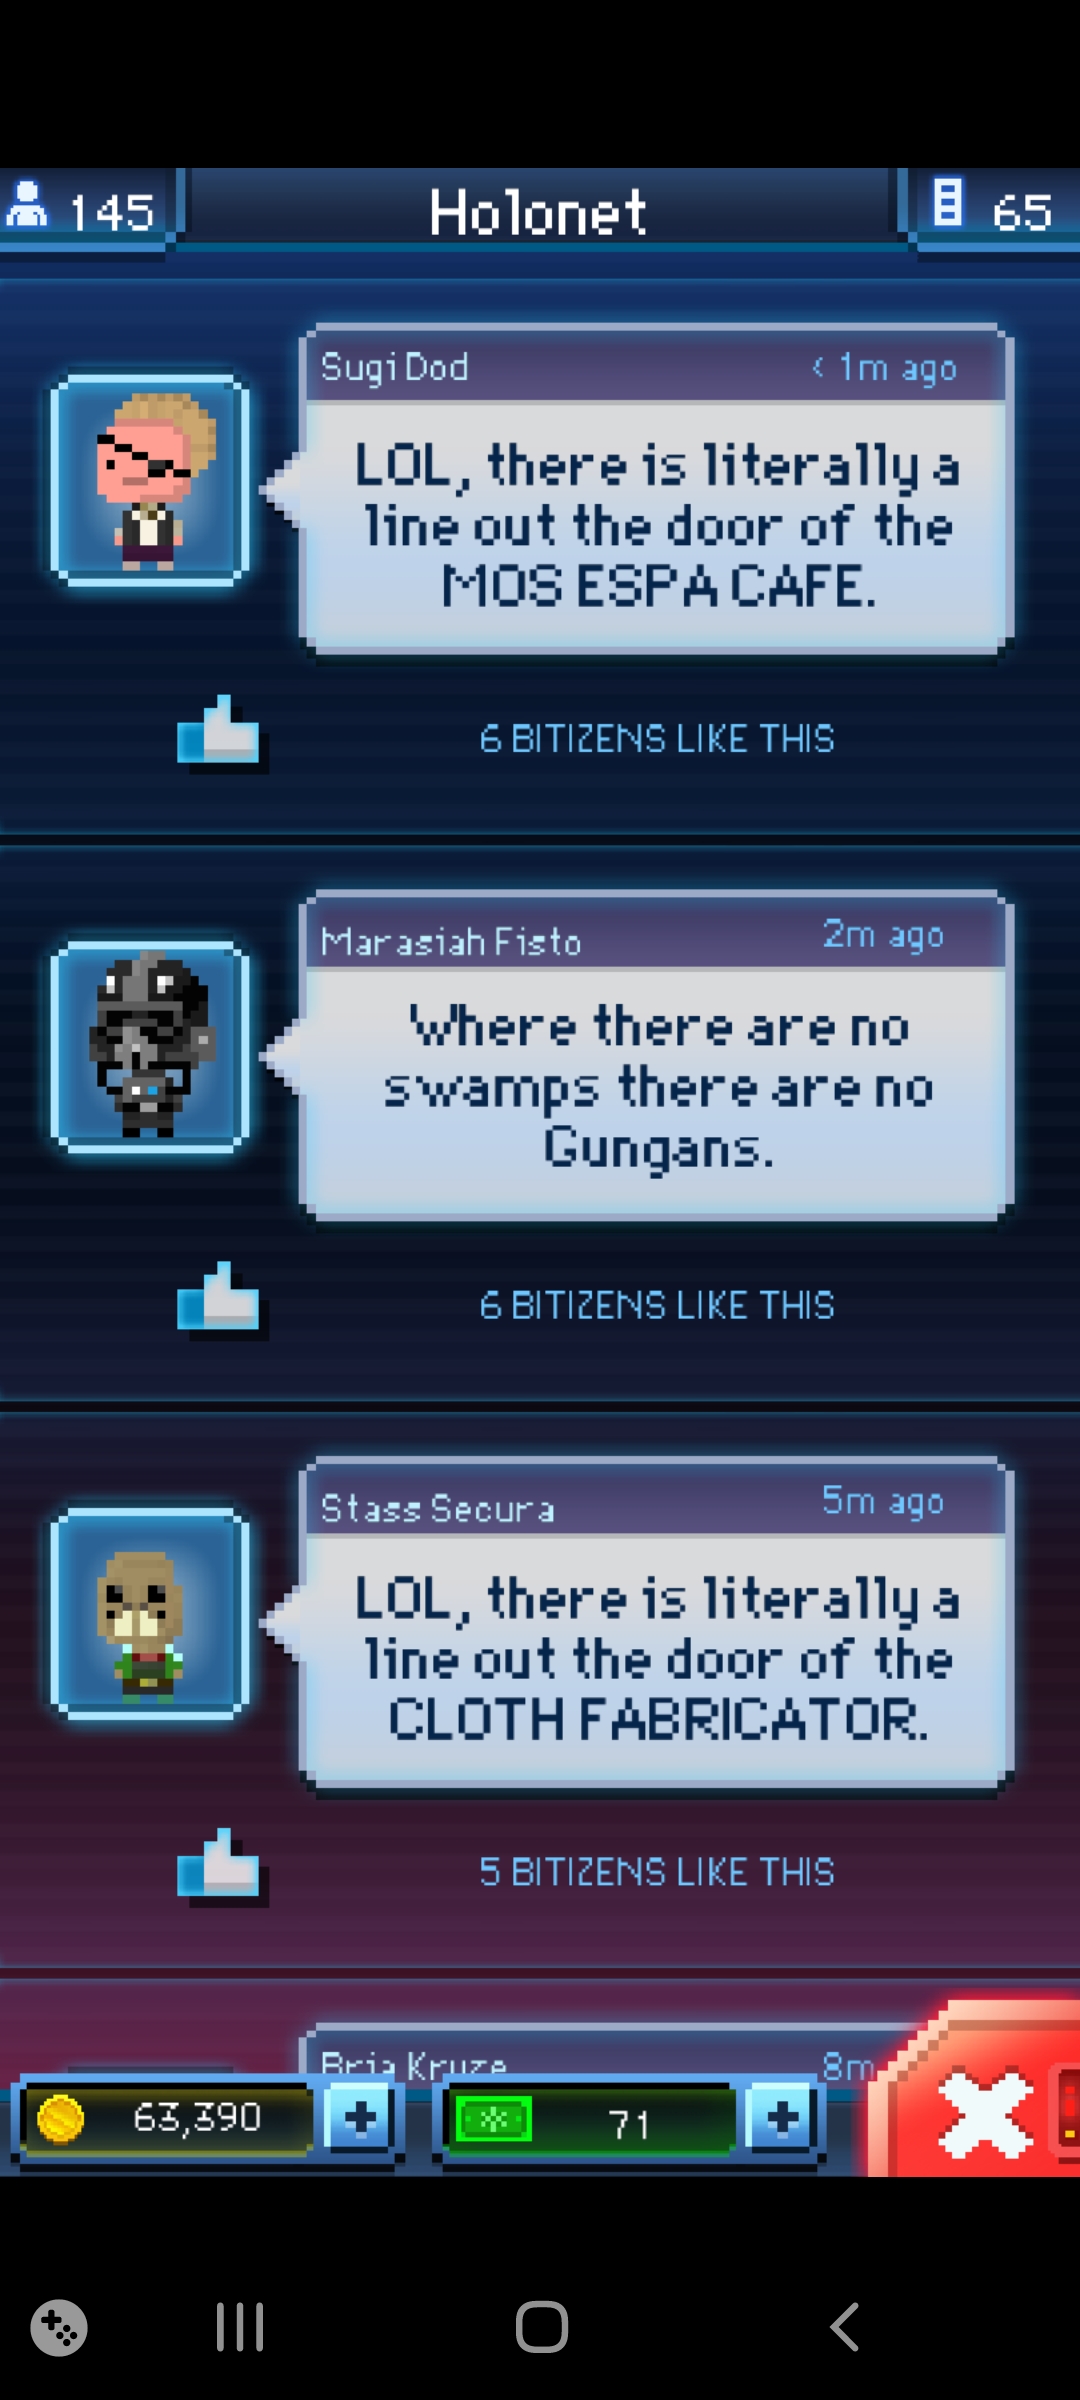 145
Holonet
65
Sugi Dod
< 1m ago
LOL, there is literally a
line out the door of the
MOS ESPA CAFE.
6 BITIZENS LIKE THIS
Marasiah Fisto
2m ago
Where there are no
swamps there are no
Gungans.
6 BITIZENS LIKE THIS
Stass Secura
5m ago
LOL, there is literally a
line out the door of the
CLOTH FABRICATOR.
5 BITIZENS LIKE THIS
Bria Kruze
8m
63,390
71